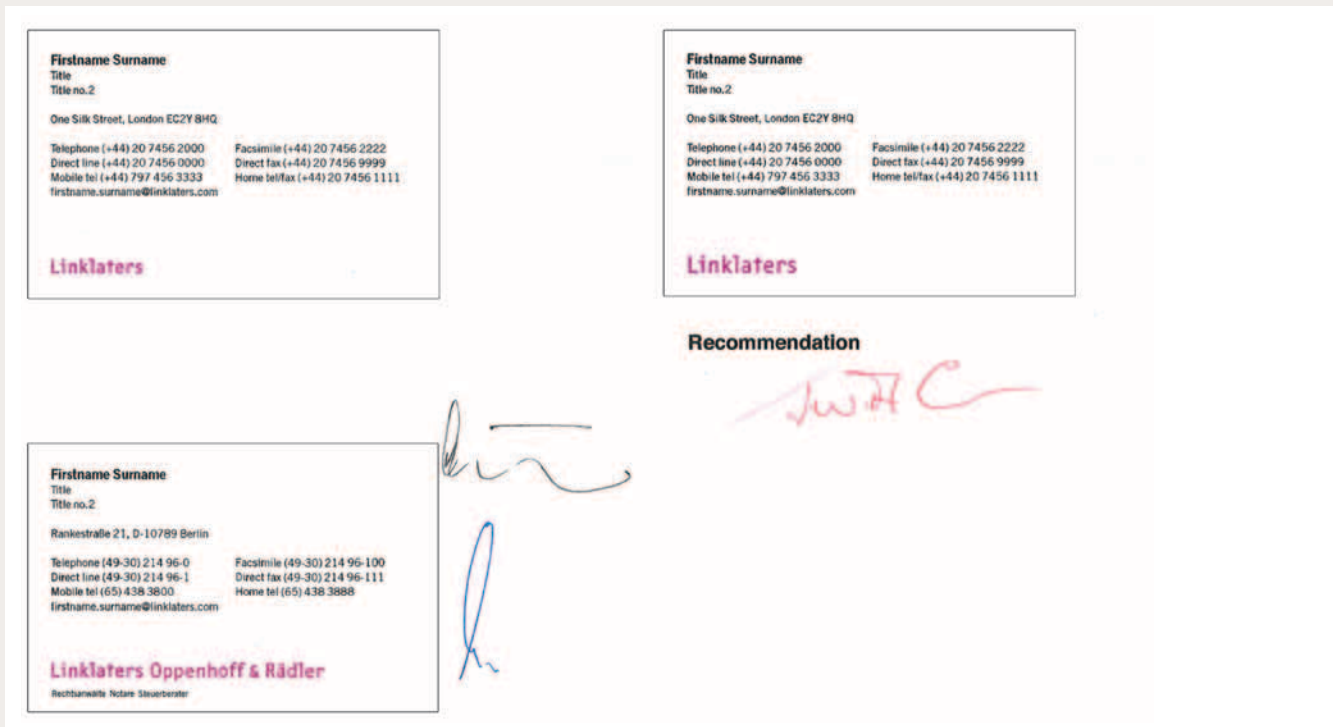 Firstname Surname
Title
Title no.2
One Silk Street, London EC2Y 8HQ
Telephone (+44) 20 7456 2000 Facsimile (+44) 20 7456 2222
Direct line (+44) 20 7456 0000 Direct fax (+44) 20 7456 9999
Mobile tel (+44) 797 456 3333 Home tel/fax (+44) 20 7456 1111
firstname.surname@linklaters.com
Linklaters
Firstname Surname
Title
Title no.2
One Silk Street, London EC2Y 8HQ
Telephone (+44) 20 7456 2000 Facsimile (+44) 20 7456 2222
Direct line (+44) 20 7456 0000 Direct fax (+44) 20 7456 9999
Mobile tel (+44) 797 456 3333 Home tel/fax (+44) 20 7456 1111
firstname.surname@linklaters.com
Linklaters
Recommendation
Firstname Surname
Title
Title no.2
Rankestraße 21, D-10789 Berlin
Telephone (49-30) 214 96-0 Facsimile (49-30) 214 96-100
Direct line (49-30) 214 96-1 Direct fax (49-30) 214 96-111
Mobile tel (65) 438 3800 Home tel (65) 438 3888
firstname.surname@linklaters.com
Linklaters Oppenhoff & Rädler
Rechtsanwälte Notare Steuerberater